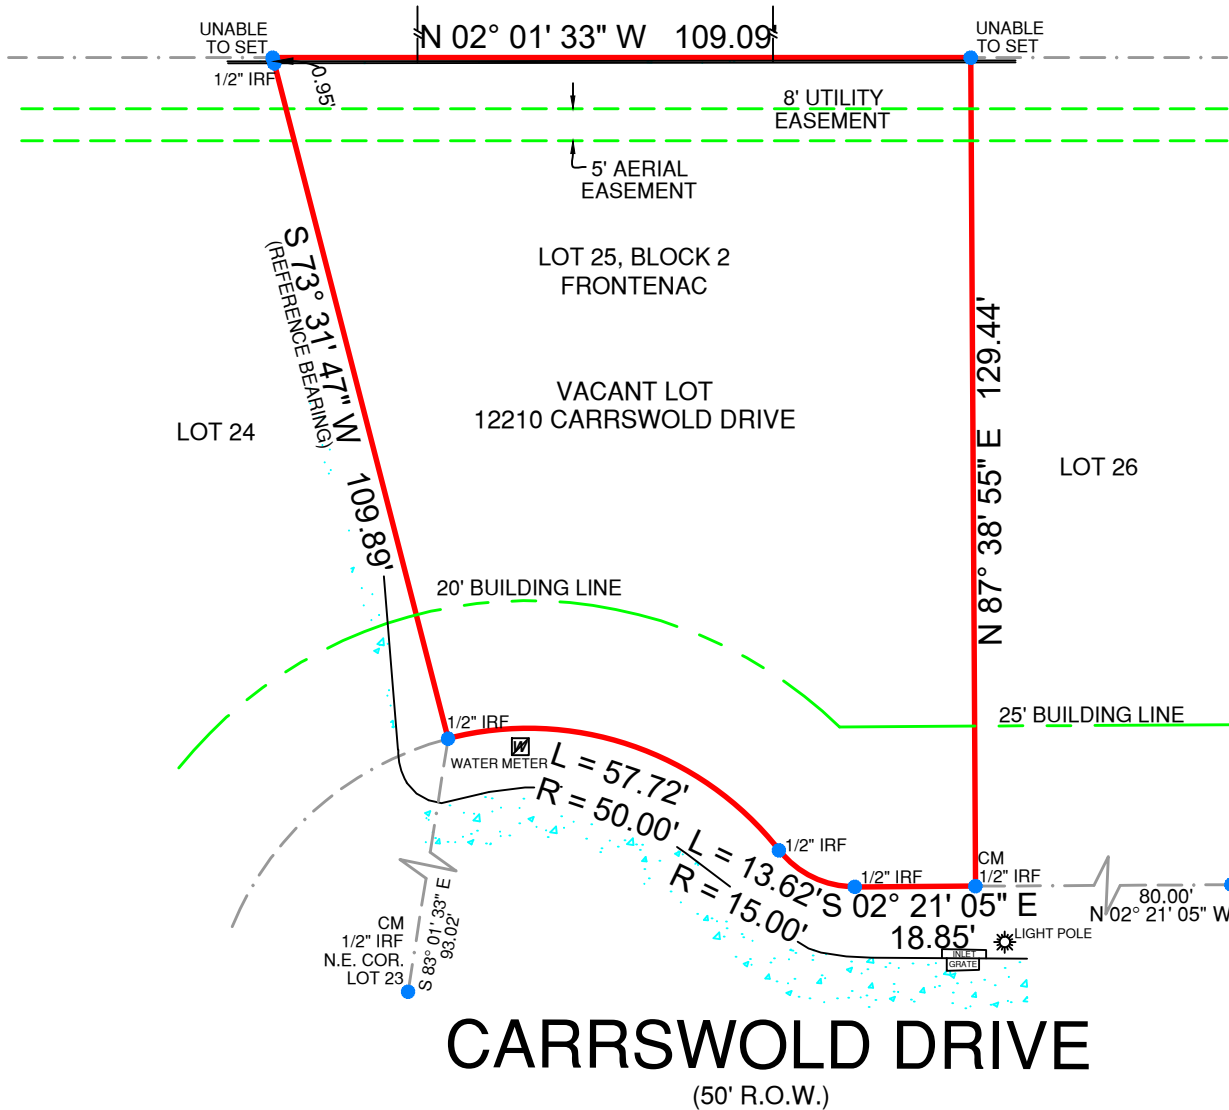 UNABLE
TO SET
N 02° 01' 33" W 109.09'
UNABLE
TO SET
1/2" IRF
0.95'
8' UTILITY
EASEMENT
5' AERIAL
EASEMENT
S 73° 31' 47" W 109.89'
(REFERENCE BEARING)
LOT 25, BLOCK 2
FRONTENAC
N 87° 38' 55" E 129.44'
VACANT LOT
12210 CARRSWOLD DRIVE
LOT 24
LOT 26
20' BUILDING LINE
25' BUILDING LINE
1/2" IRF
W
WATER METER
L = 57.72'
R = 50.00'
1/2" IRF
L = 13.62'
R = 15.00'
1/2" IRF
CM
1/2" IRF
S 02° 21' 05" E
18.85'
80.00'
N 02° 21' 05" W
LIGHT POLE
INLET
GRATE
CM
1/2" IRF
N.E. COR.
LOT 23
S 83° 01' 33" E
93.02'
CARRSWOLD DRIVE
(50' R.O.W.)